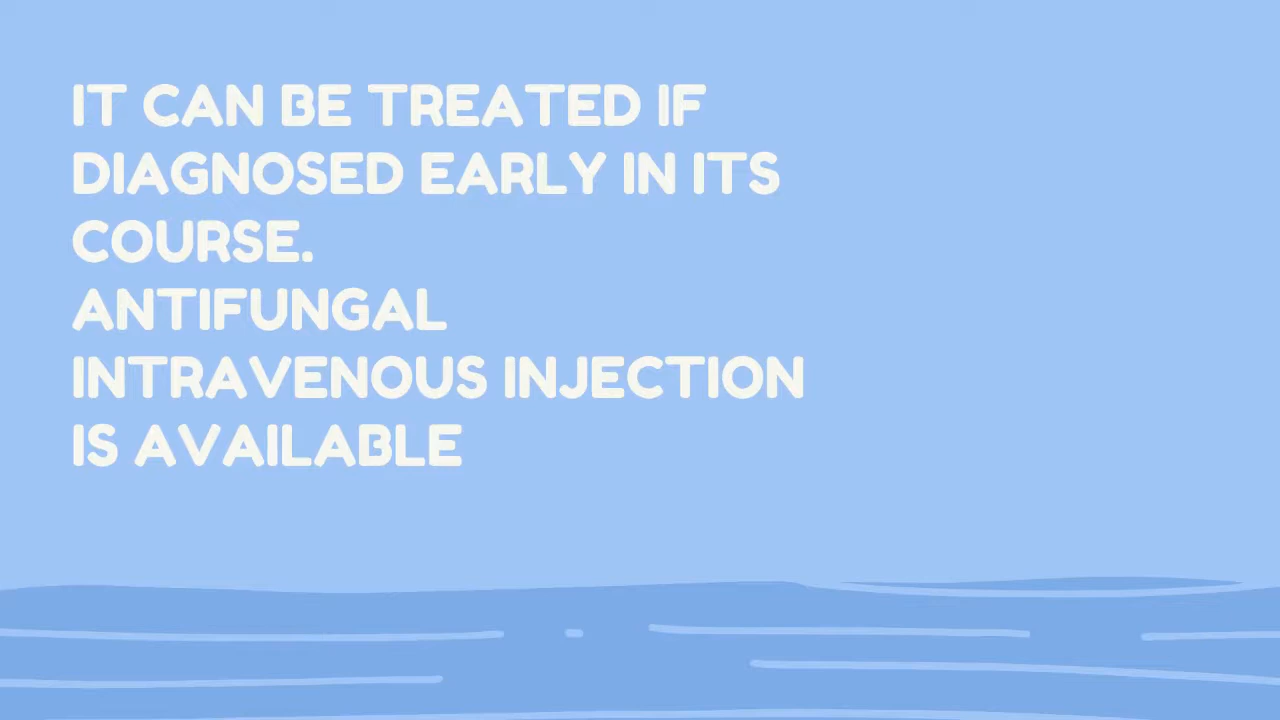 IT CAN BE TREATED IF
DIAGNOSED EARLY IN ITS
COURSE.
ANTIFUNGAL
INTRAVENOUS INJECTION
IS AVAILABLE